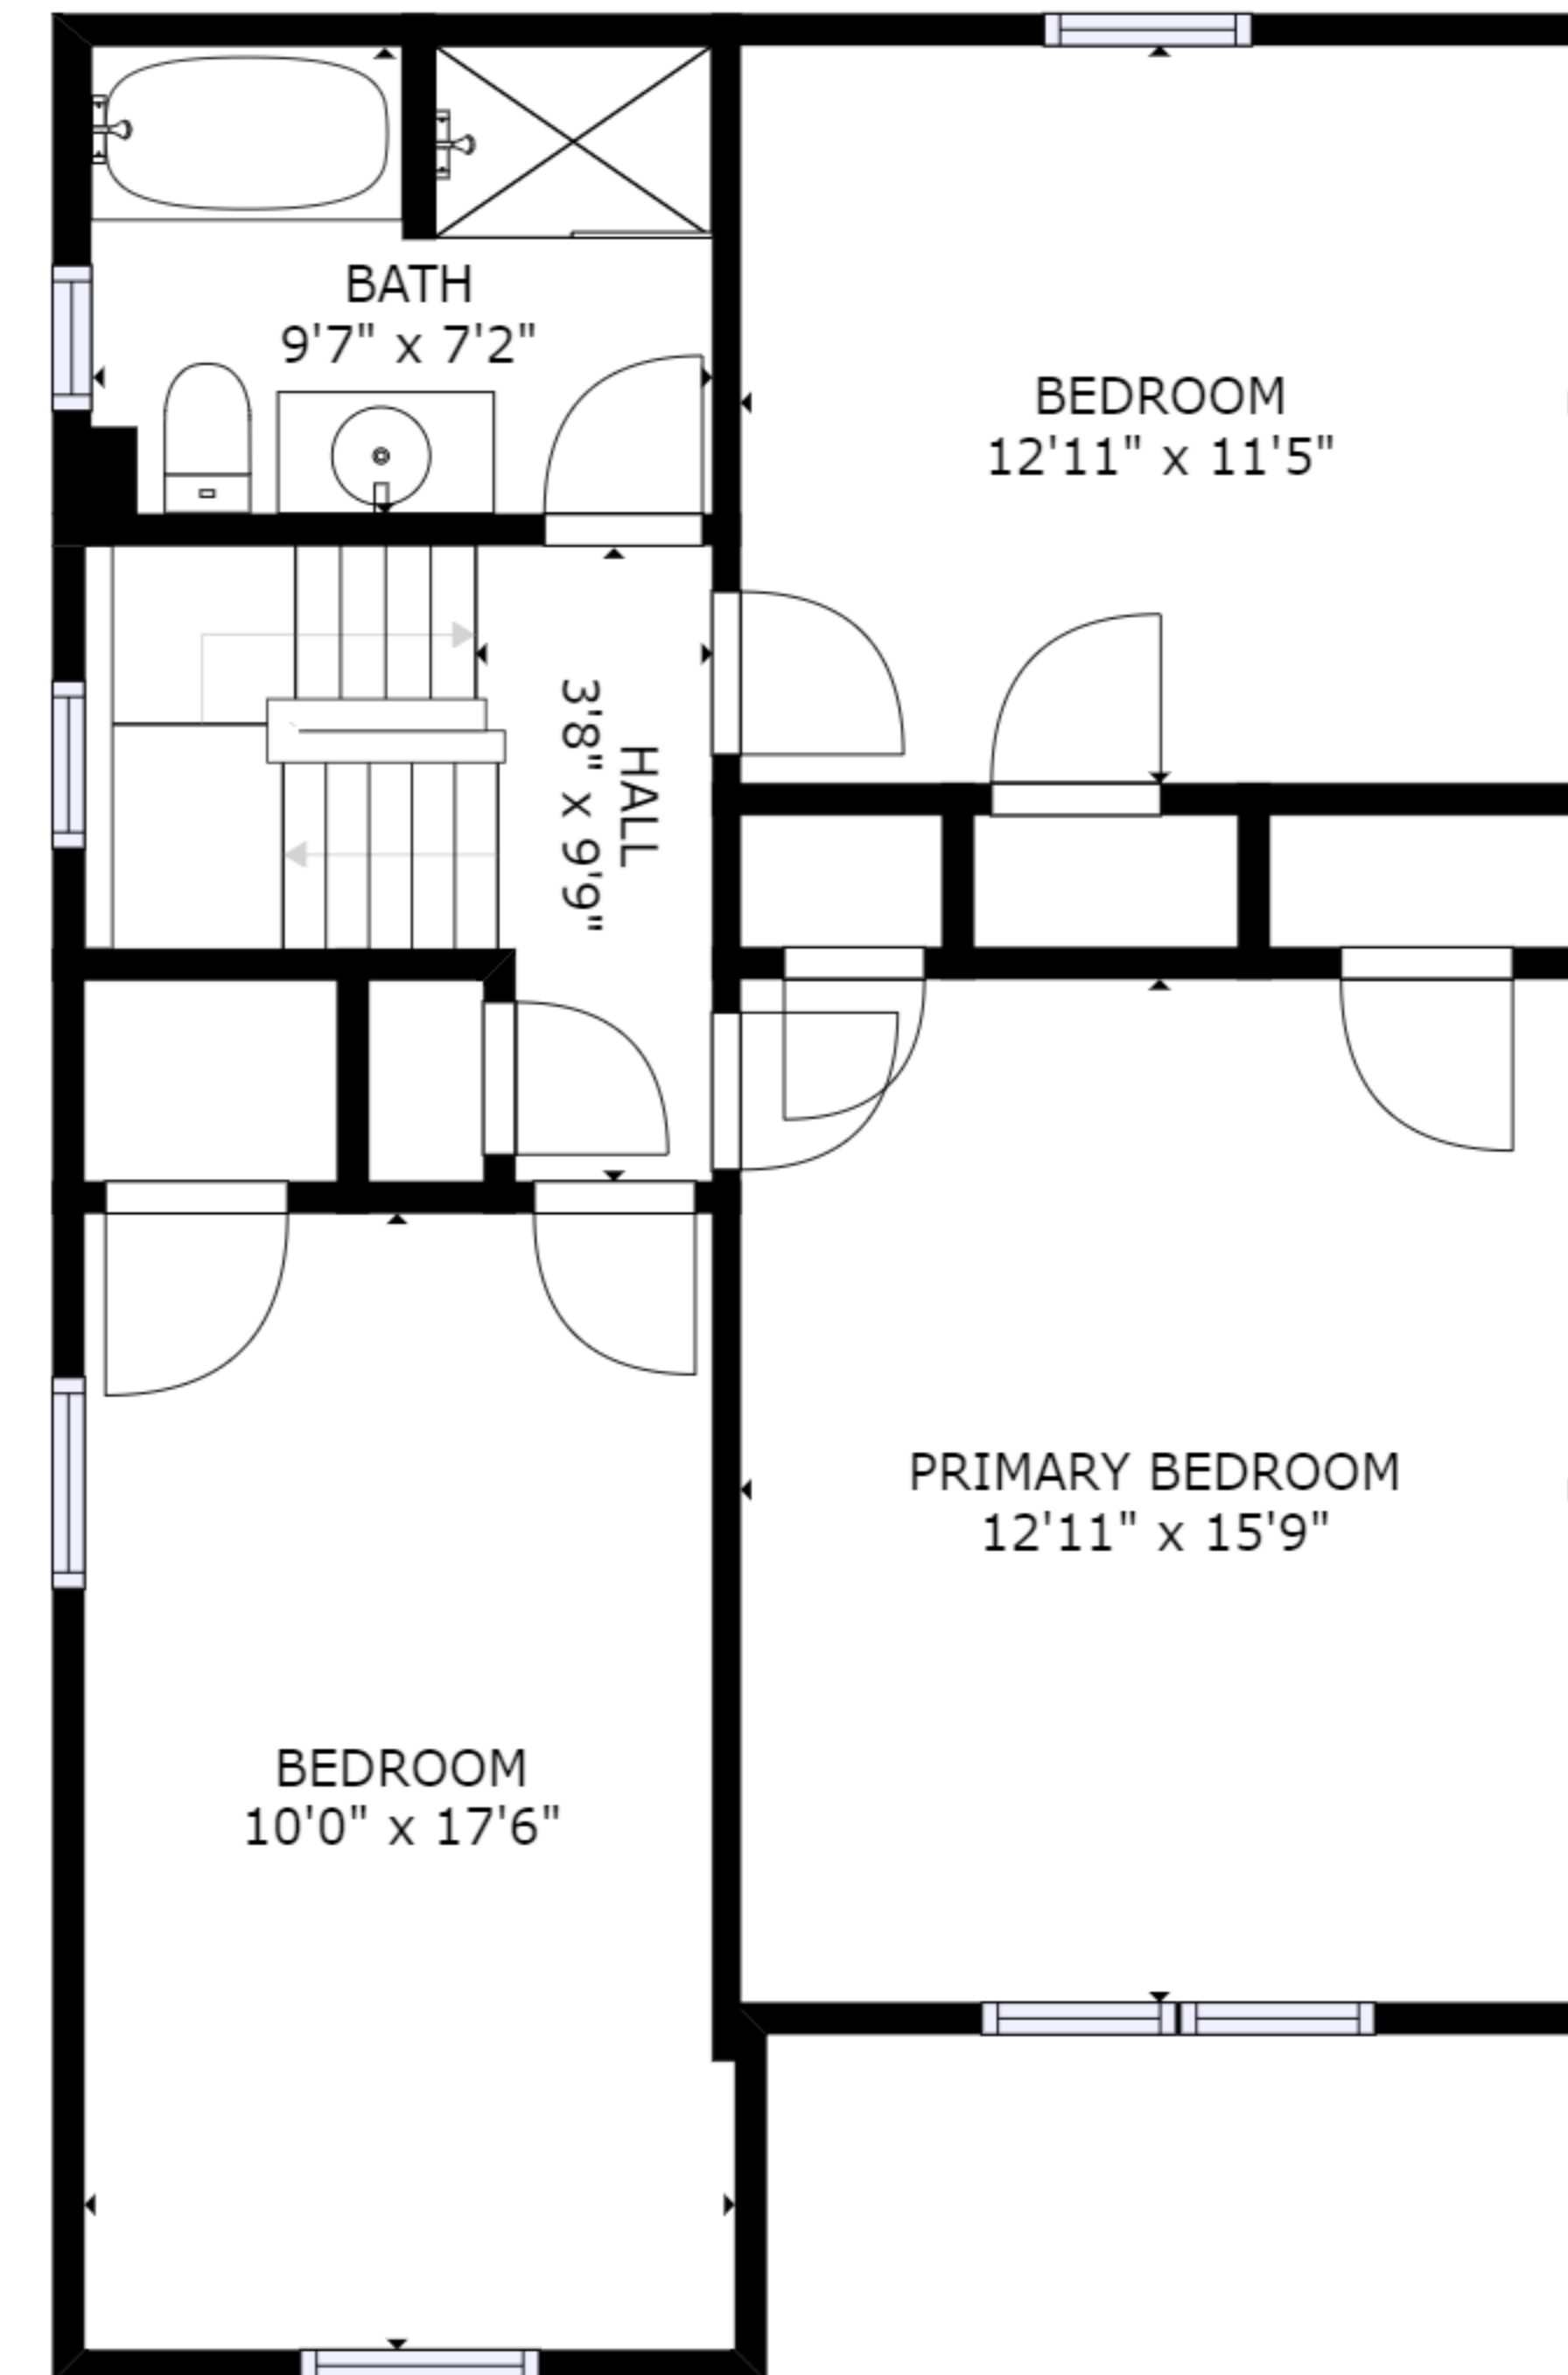 BATH
9'7" x 7'2"
BEDROOM
12'11" x 11'5"
HALL
3'8" x 9'9"
PRIMARY BEDROOM
12'11" x 15'9"
BEDROOM
10'0" x 17'6"